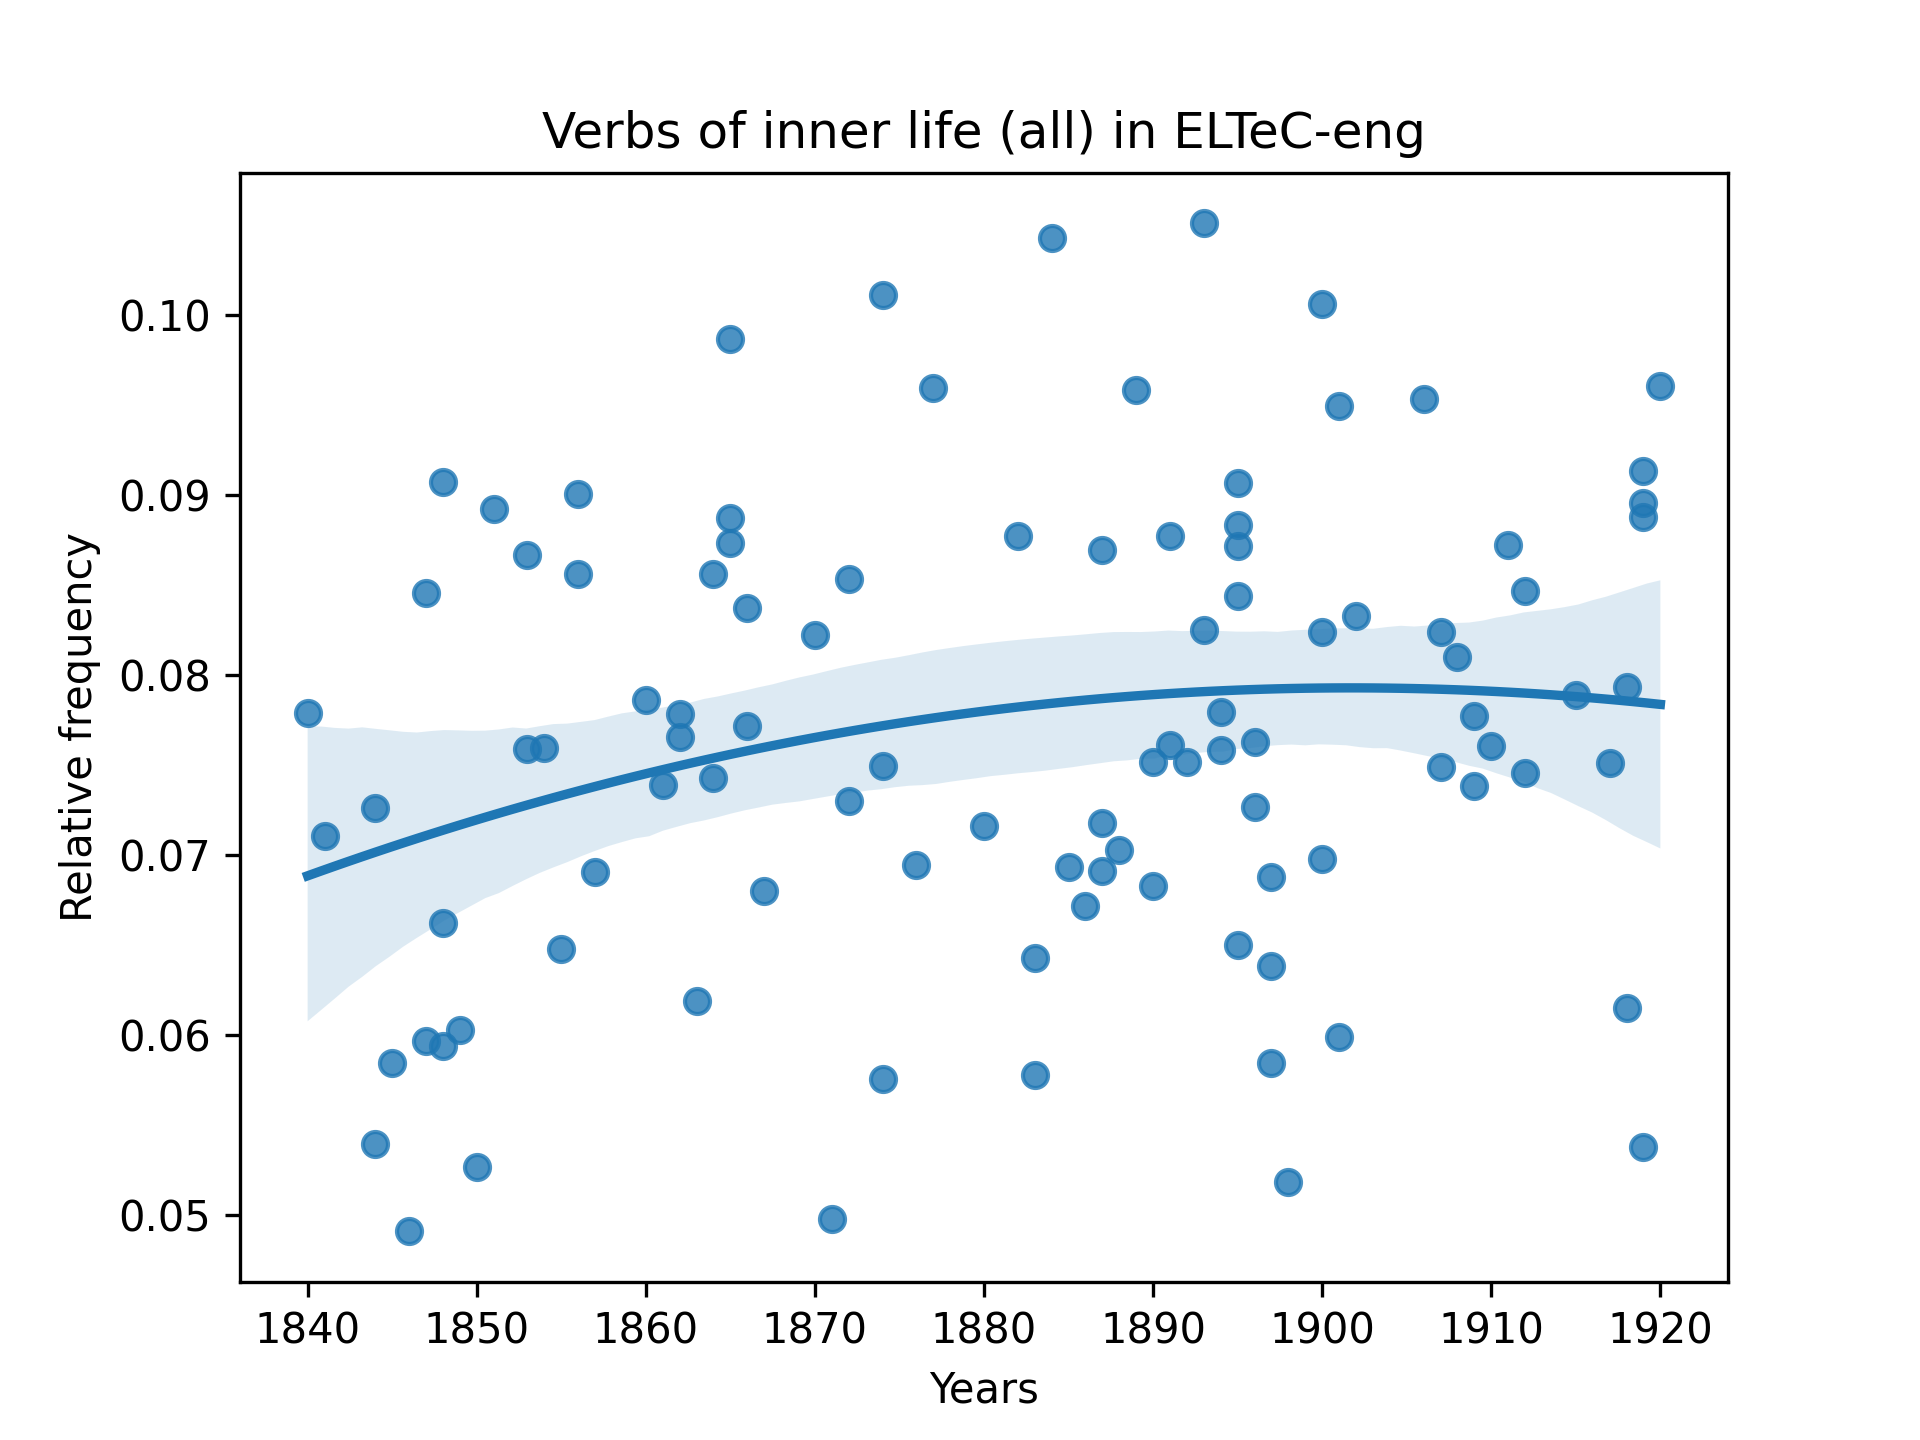 Verbs of inner life (all) in ELTeC-eng
Relative frequency
0.10
0.09
0.08
0.07
0.06
0.05
1840 1850 1860 1870 1880 1890 1900 1910 1920
Years